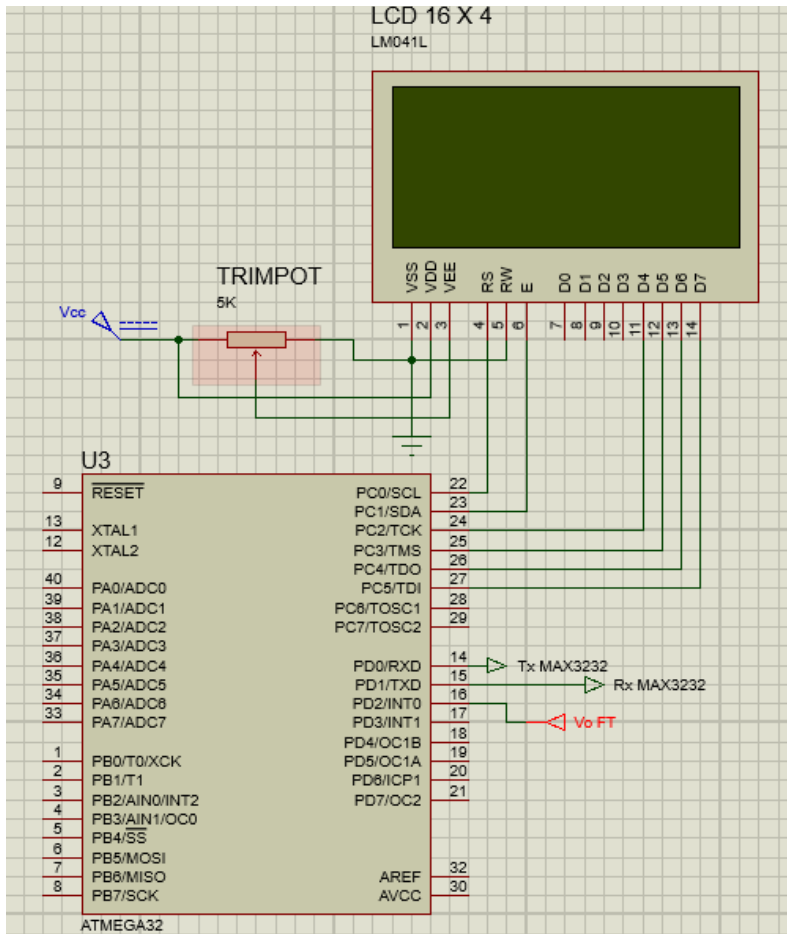 LCD 16 X 4
LM041L
VSS
VDD
VEE
RS
RW
E
D0
D1
D2
D3
D4
D5
D6
D7
1
2
3
4
5
6
7
8
9
10
11
12
13
14
TRIMPOT
5K
Vcc
U3
9 RESET PC0/SCL 22
PC1/SDA 23
13 XTAL1 PC2/TCK 24
12 XTAL2 PC3/TMS 25
PC4/TDO 26
40 PA0/ADC0 PC5/TDI 27
39 PA1/ADC1 PC6/TOSC1 28
38 PA2/ADC2 PC7/TOSC2 29
37 PA3/ADC3
36 PA4/ADC4 PD0/RXD 14 Tx MAX3232
35 PA5/ADC5 PD1/TXD 15 Rx MAX3232
34 PA6/ADC6 PD2/INT0 16
33 PA7/ADC7 PD3/INT1 17 Vo FT
PD4/OC1B 18
1 PB0/T0/XCK PD5/OC1A 19
2 PB1/T1 PD6/ICP1 20
3 PB2/AIN0/INT2 PD7/OC2 21
4 PB3/AIN1/OC0
5 PB4/SS
6 PB5/MOSI
7 PB6/MISO AREF 32
8 PB7/SCK AVCC 30
ATMEGA32